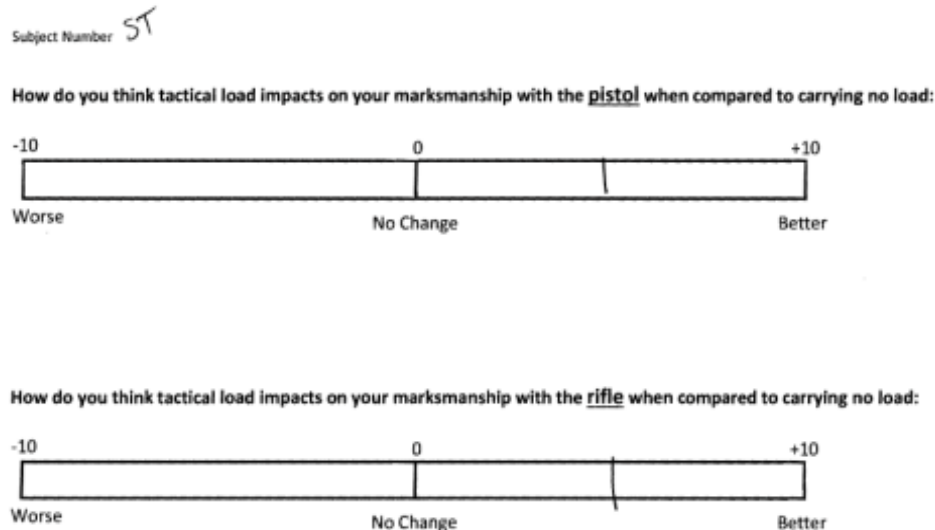 Subject Number ST
How do you think tactical load impacts on your marksmanship with the pistol when compared to carrying no load:
-10 0 +10
Worse No Change Better
How do you think tactical load impacts on your marksmanship with the rifle when compared to carrying no load:
-10 0 +10
Worse No Change Better